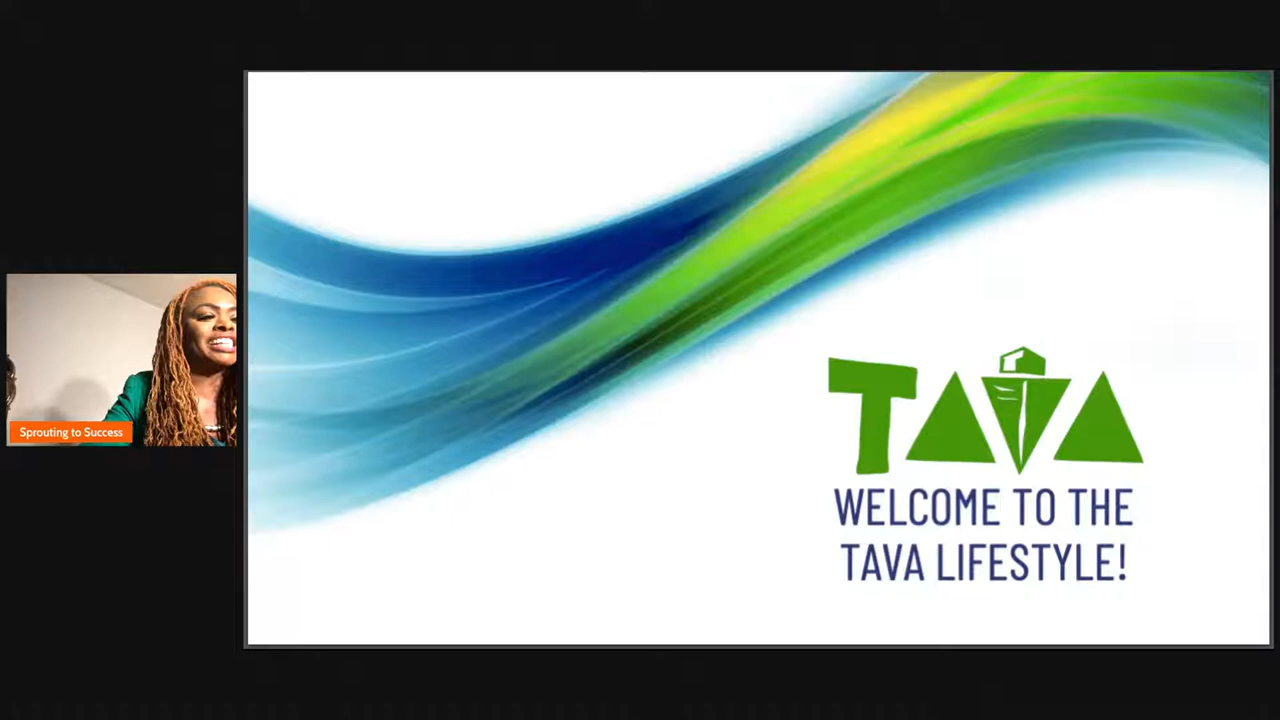 Sprouting to Success
TAVA
WELCOME TO THE
TAVA LIFESTYLE!